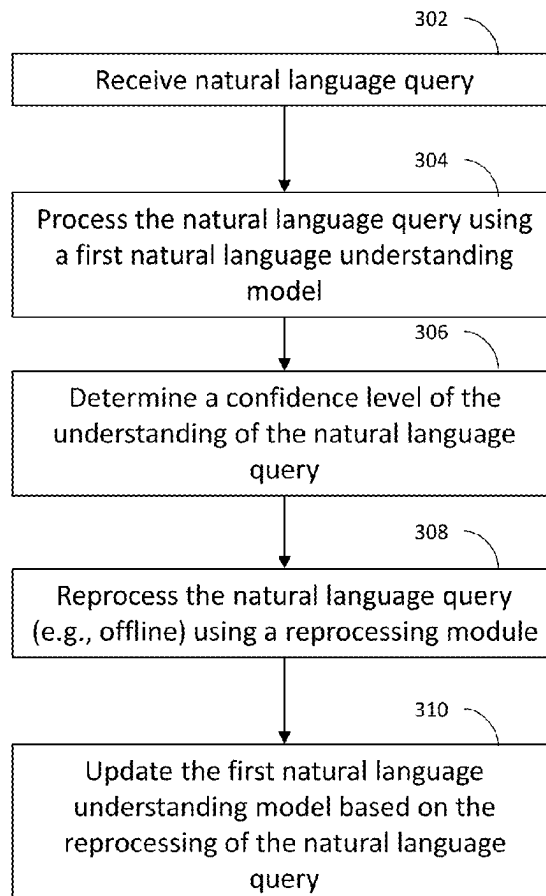 302
Receive natural language query
304
Process the natural language query using
a first natural language understanding
model
306
Determine a confidence level of the
understanding of the natural language
query
308
Reprocess the natural language query
(e.g., offline) using a reprocessing module
310
Update the first natural language
understanding model based on the
reprocessing of the natural language
query